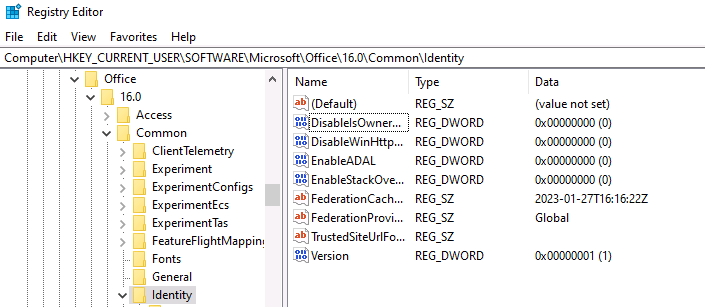 Registry Editor
File Edit View Favorites Help
Computer\HKEY_CURRENT_USER\SOFTWARE\Microsoft\Office\16.0\Common\Identity
Office
16.0
Access
Common
ClientTelemetry
Experiment
ExperimentConfigs
ExperimentEcs
ExperimentTas
FeatureFlightMapping
Fonts
General
Identity
Name Type Data
(Default) REG_SZ (value not set)
DisableIsOwner... REG_DWORD 0x00000000 (0)
DisableWinHttp... REG_DWORD 0x00000000 (0)
EnableADAL REG_DWORD 0x00000000 (0)
EnableStackOve... REG_DWORD 0x00000000 (0)
FederationCach... REG_SZ 2023-01-27T16:16:22Z
FederationProvi... REG_SZ Global
TrustedSiteUrlFo... REG_SZ
Version REG_DWORD 0x00000001 (1)